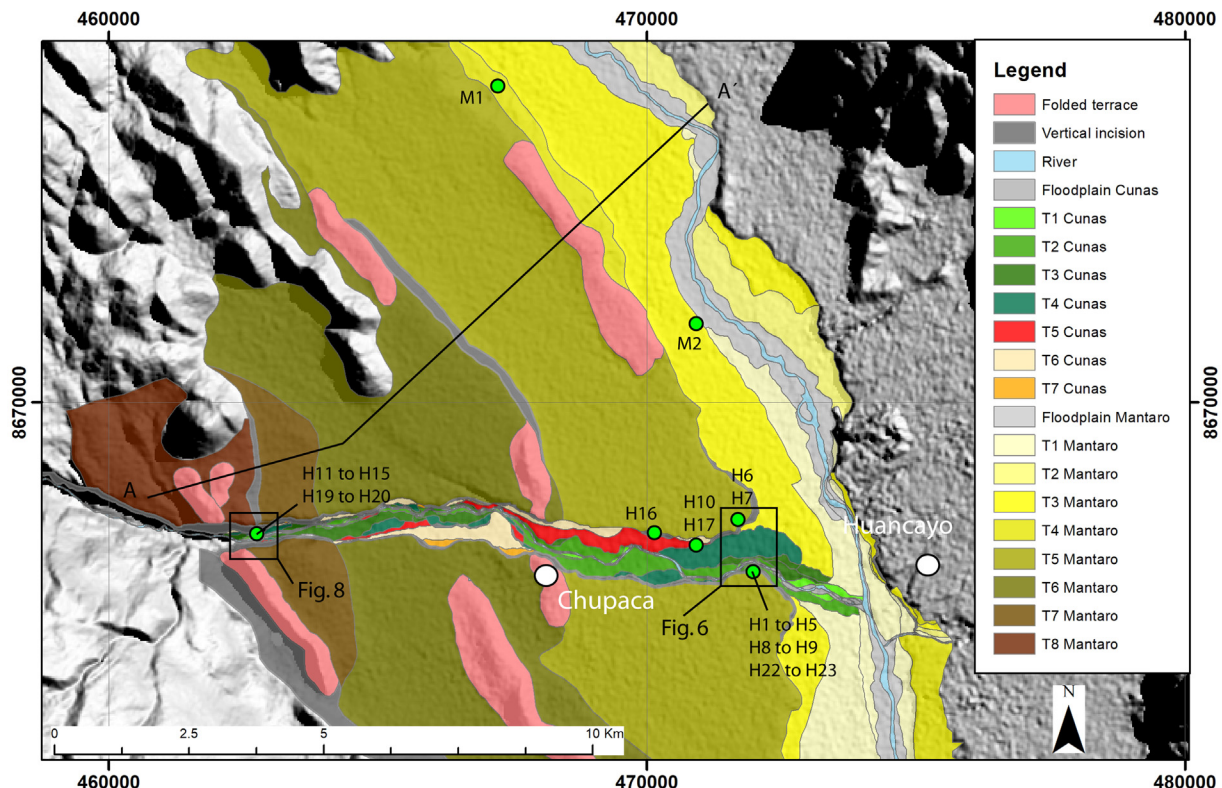 460000
470000
480000
Legend
Folded terrace
Vertical incision
River
Floodplain Cunas
T1 Cunas
T2 Cunas
T3 Cunas
T4 Cunas
T5 Cunas
T6 Cunas
T7 Cunas
Floodplain Mantaro
T1 Mantaro
T2 Mantaro
T3 Mantaro
T4 Mantaro
T5 Mantaro
T6 Mantaro
T7 Mantaro
T8 Mantaro
N
M1
A´
M2
8670000
8670000
A
H11 to H15
H19 to H20
H6
H7
H10
H17
H16
Huancayo
Fig. 8
Chupaca
Fig. 6
H1 to H5
H8 to H9
H22 to H23
0
2.5
5
10 Km
460000
470000
480000